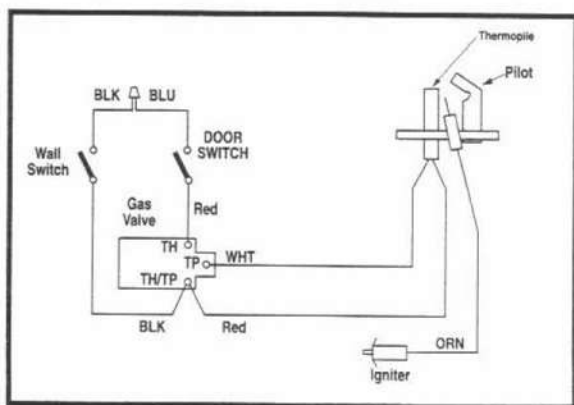 Thermopile
Pilot
BLK BLU
Wall
Switch
DOOR
SWITCH
Red
Gas
Valve
TH
TP
WHT
TH/TP
BLK
Red
ORN
Igniter